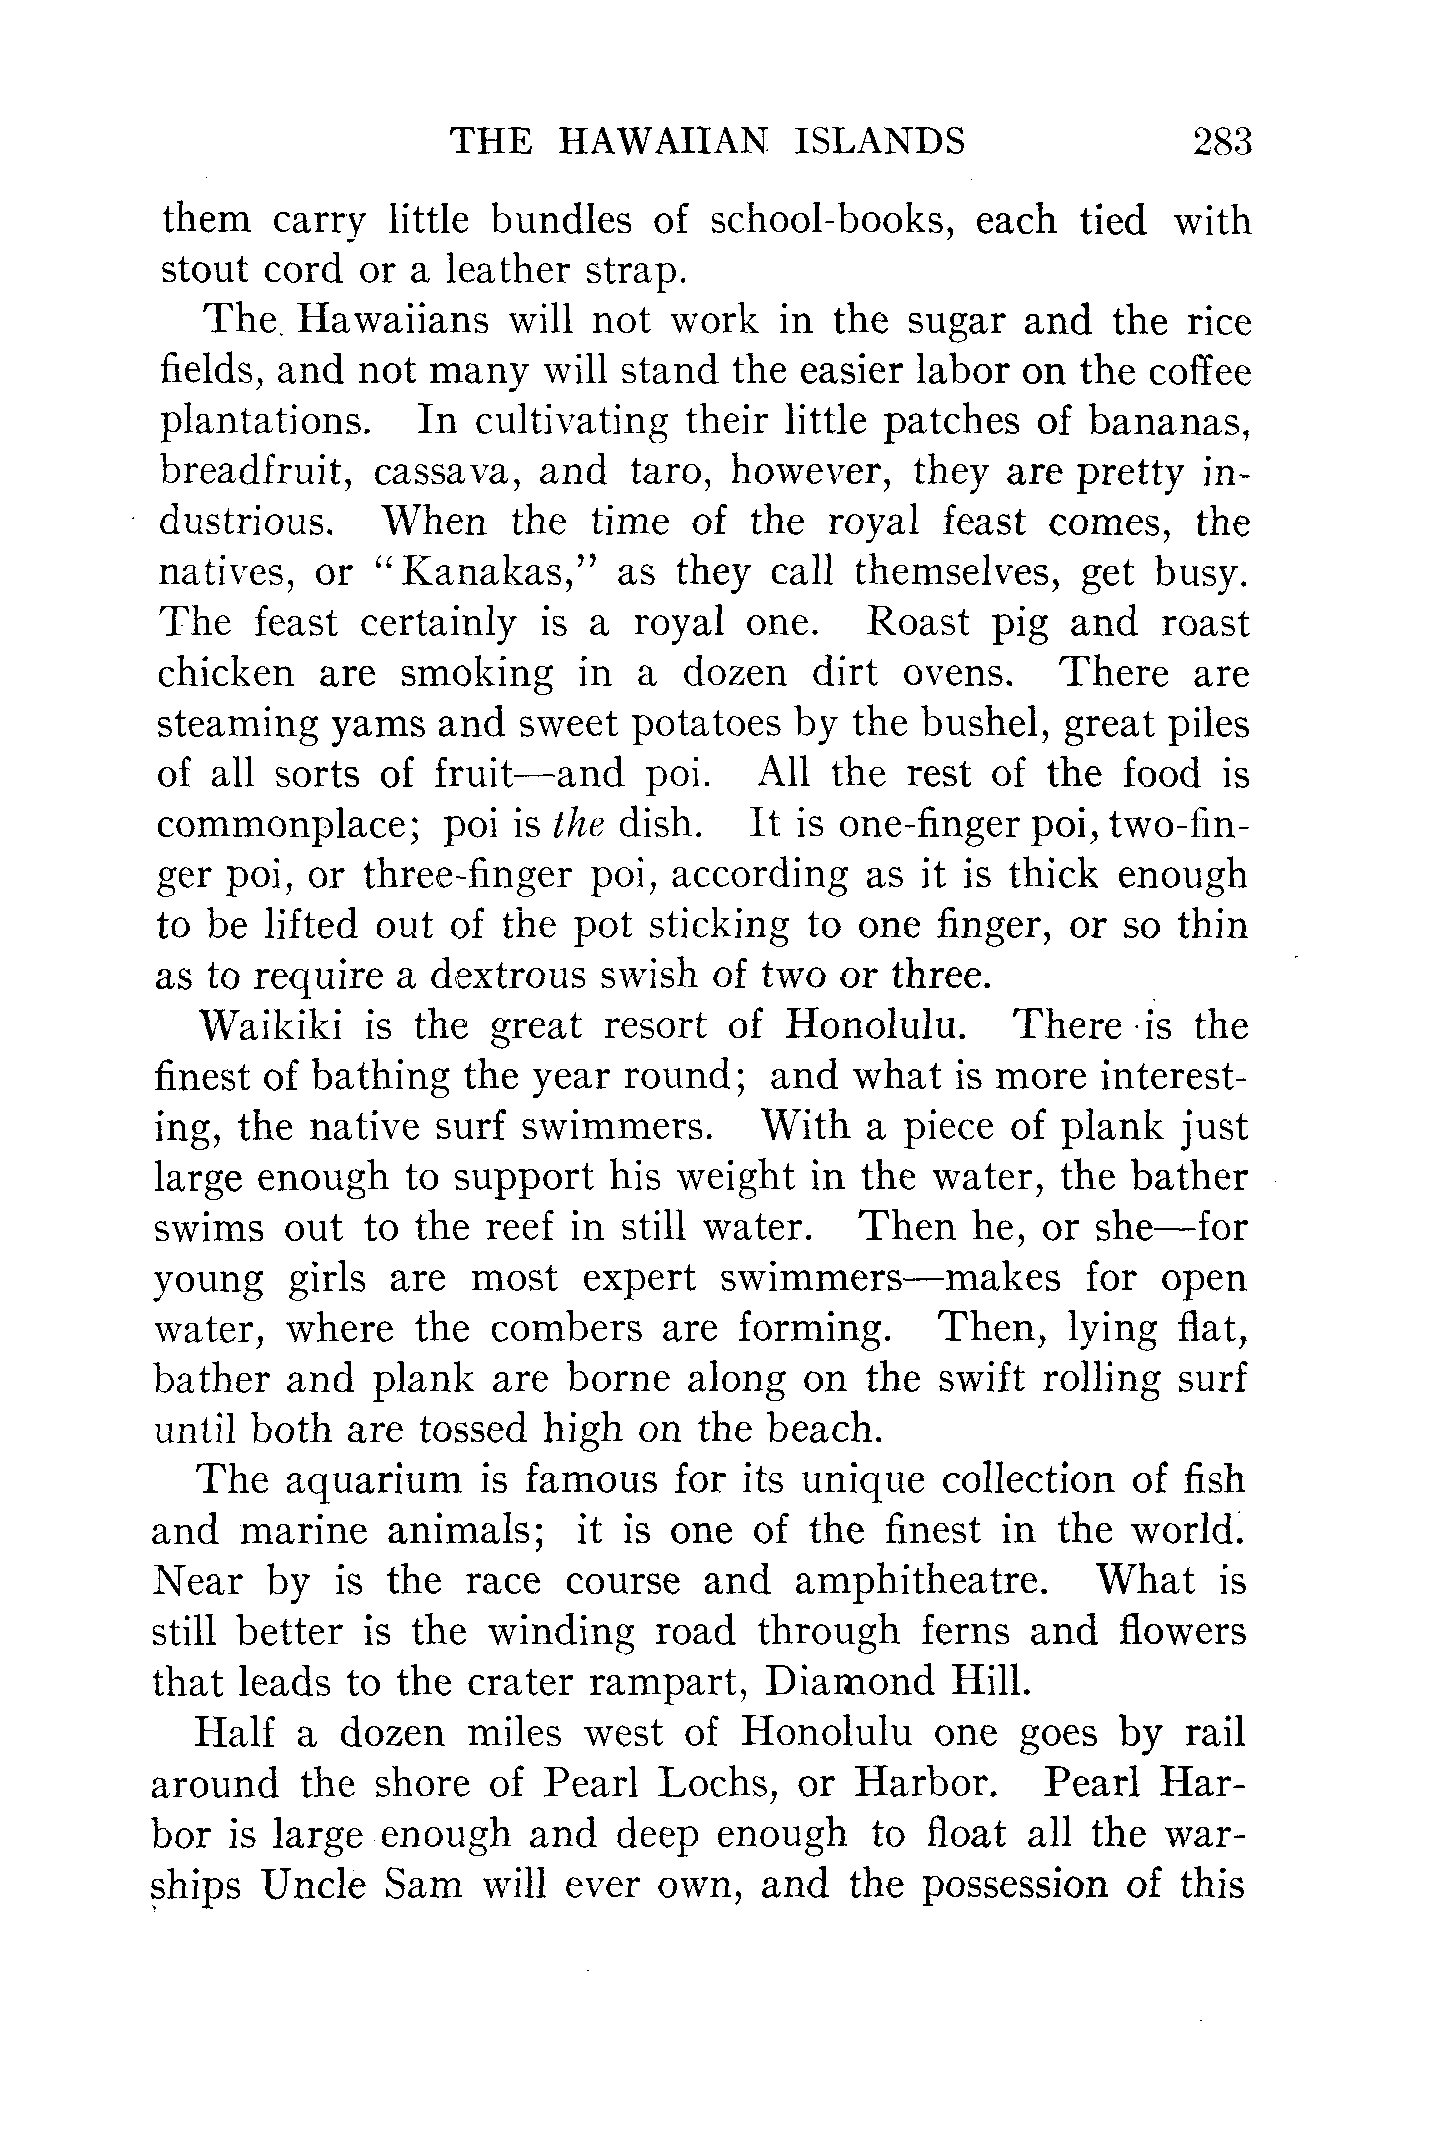 THE HAWAIIAN ISLANDS 283
them carry little bundles of school-books, each tied with
stout cord or a leather strap.
The Hawaiians will not work in the sugar and the rice
fields, and not many will stand the easier labor on the coffee
plantations. In cultivating their little patches of bananas,
breadfruit, cassava, and taro, however, they are pretty in-
dustrious. When the time of the royal feast comes, the
natives, or "Kanakas," as they call themselves, get busy.
The feast certainly is a royal one. Roast pig and roast
chicken are smoking in a dozen dirt ovens. There are
steaming yams and sweet potatoes by the bushel, great piles
of all sorts of fruit—and poi. All the rest of the food is
commonplace; poi is the dish. It is one-finger poi, two-fin-
ger poi, or three-finger poi, according as it is thick enough
to be lifted out of the pot sticking to one finger, or so thin
as to require a dextrous swish of two or three.
Waikiki is the great resort of Honolulu. There is the
finest of bathing the year round; and what is more interest-
ing, the native surf swimmers. With a piece of plank just
large enough to support his weight in the water, the bather
swims out to the reef in still water. Then he, or she—for
young girls are most expert swimmers—makes for open
water, where the combers are forming. Then, lying flat,
bather and plank are borne along on the swift rolling surf
until both are tossed high on the beach.
The aquarium is famous for its unique collection of fish
and marine animals; it is one of the finest in the world.
Near by is the race course and amphitheatre. What is
still better is the winding road through ferns and flowers
that leads to the crater rampart, Diamond Hill.
Half a dozen miles west of Honolulu one goes by rail
around the shore of Pearl Lochs, or Harbor. Pearl Har-
bor is large enough and deep enough to float all the war-
ships Uncle Sam will ever own, and the possession of this